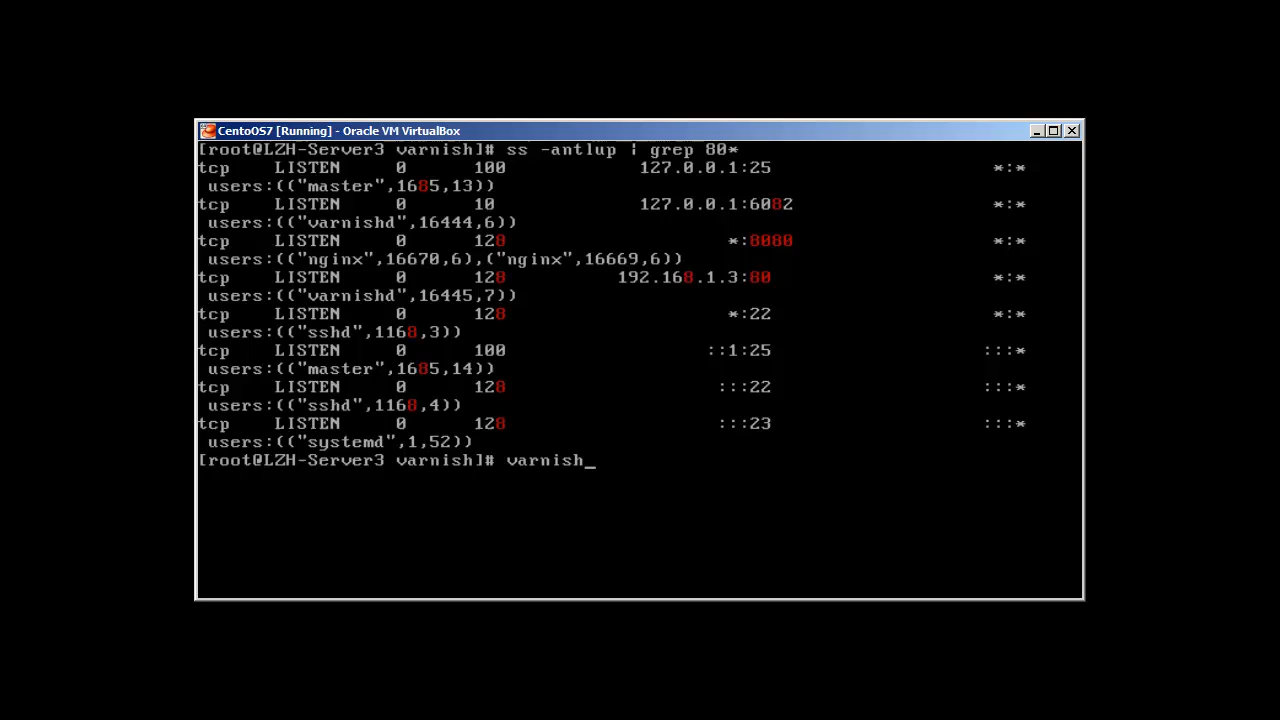 CentoOS7 [Running] - Oracle VM VirtualBox
[root@LZH-Server3 varnish]# ss -antlup | grep 80*
tcp    LISTEN     0      100            127.0.0.1:25                    *:*
users:(("master",1685,13))
tcp    LISTEN     0      10             127.0.0.1:6082                  *:*
users:(("varnishd",16444,6))
tcp    LISTEN     0      128                    *:8080                  *:*
users:(("nginx",16670,6),("nginx",16669,6))
tcp    LISTEN     0      128          192.168.1.3:80                    *:*
users:(("varnishd",16445,7))
tcp    LISTEN     0      128                    *:22                    *:*
users:(("sshd",1168,3))
tcp    LISTEN     0      100                  ::1:25                   :::*
users:(("master",1685,14))
tcp    LISTEN     0      128                   :::22                   :::*
users:(("sshd",1168,4))
tcp    LISTEN     0      128                   :::23                   :::*
users:(("systemd",1,52))
[root@LZH-Server3 varnish]# varnish_